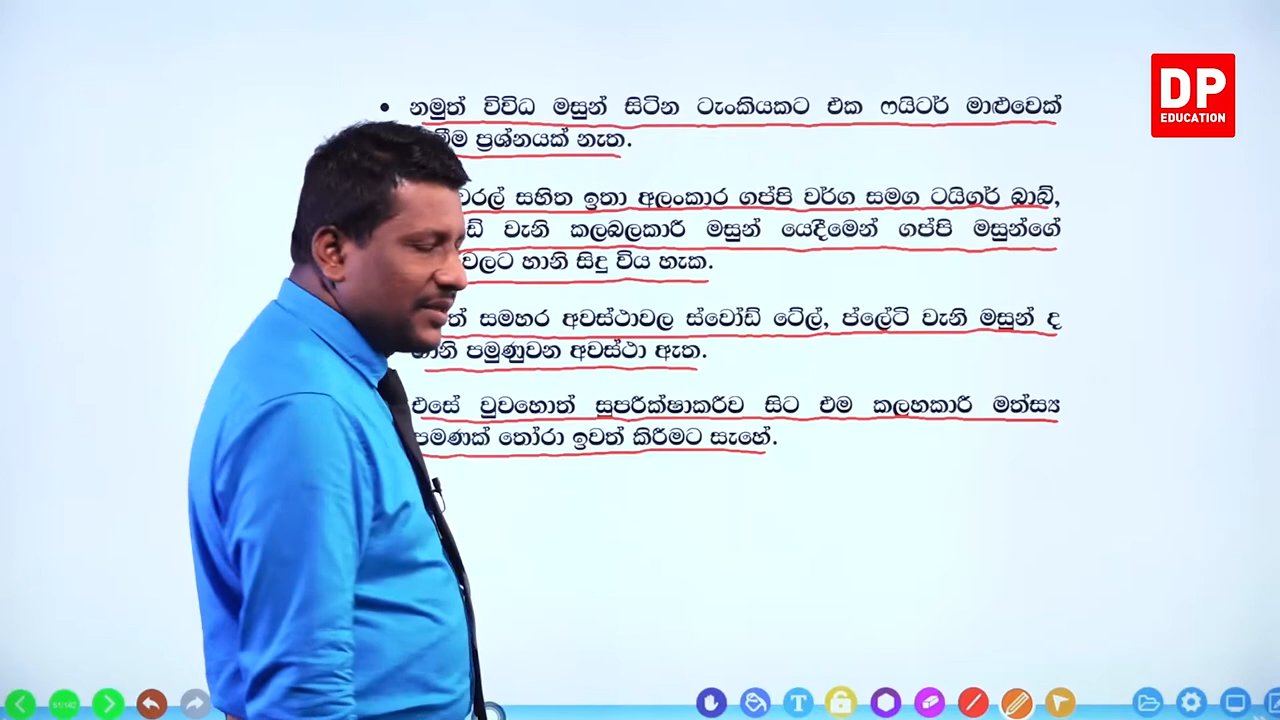 DP
EDUCATION
• නමුත් විවිධ මසුන් සිටින ටැංකියකට එක ෆයිටර් මාළුවෙක්
ප්‍රශ්නයක් නැත.
සහිත ඉතා අලංකාර ගප්පි වර්ග සමග ටයිගර් බාබ්,
වැනි කලබලකාරී මසුන් යෙදීමෙන් ගප්පි මසුන්ගේ
හානි සිදු විය හැක.
සමහර අවස්ථාවල ස්වෝඩ් ටේල්, ප්ලේටි වැනි මසුන් ද
හානි පමුණුවන අවස්ථා ඇත.
එසේ වුවහොත් සුපරීක්ෂාකරීව සිට එම කලහකාරී මත්ස්‍ය
පමණක් තෝරා ඉවත් කිරීමට සැහේ.